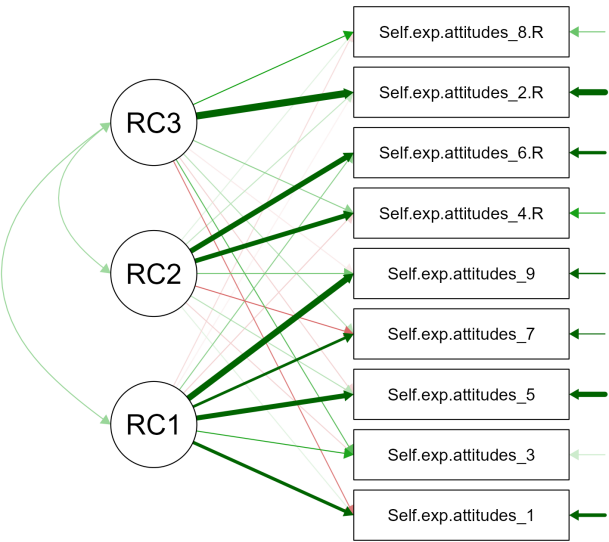 RC3
RC2
RC1
Self.exp.attitudes_8.R
Self.exp.attitudes_2.R
Self.exp.attitudes_6.R
Self.exp.attitudes_4.R
Self.exp.attitudes_9
Self.exp.attitudes_7
Self.exp.attitudes_5
Self.exp.attitudes_3
Self.exp.attitudes_1